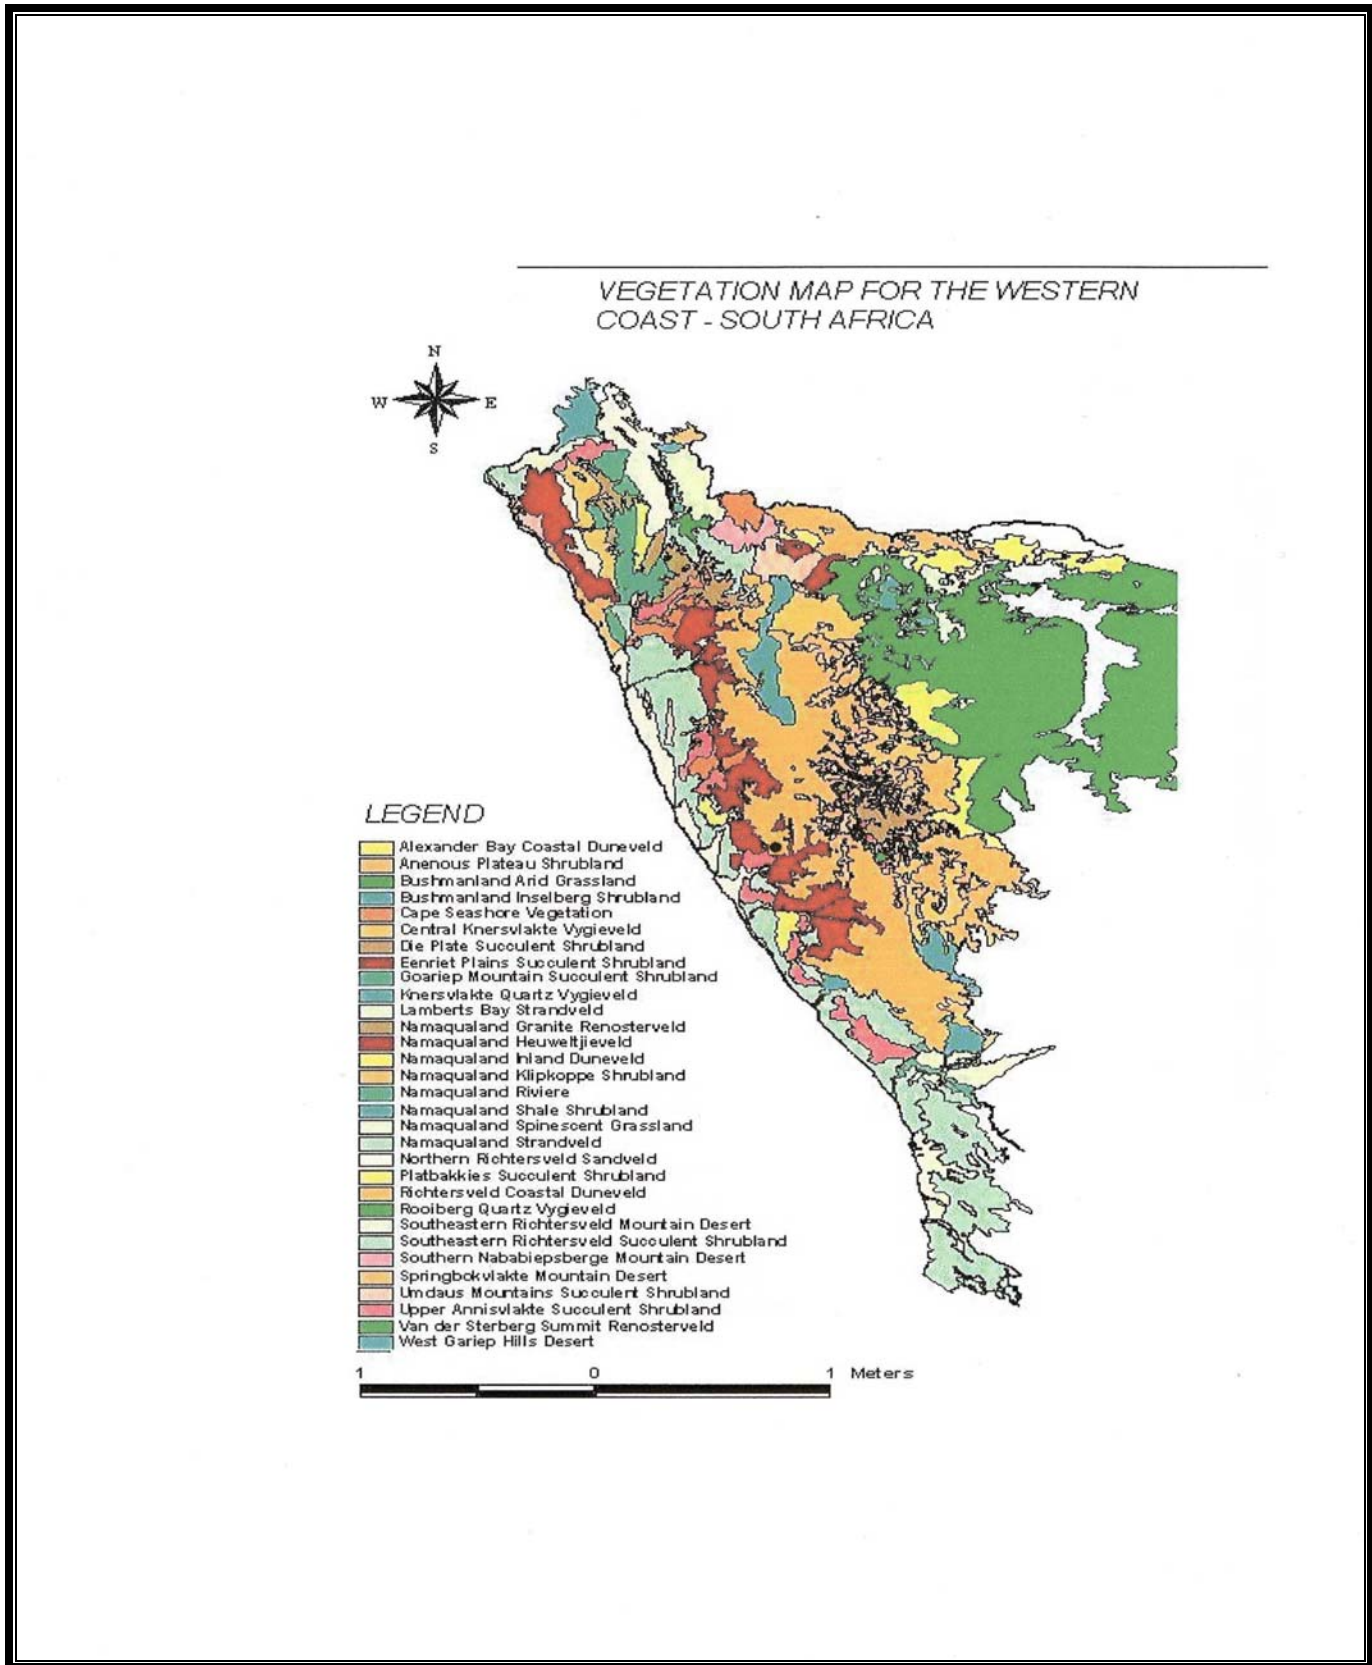 VEGETATION MAP FOR THE WESTERN
COAST - SOUTH AFRICA
N
W E
S
LEGEND
Alexander Bay Coastal Duneveld
Anenous Plateau Shrubland
Bushmanland Arid Grassland
Bushmanland Inselberg Shrubland
Cape Seashore Vegetation
Central Knersvlakte Vygieveld
Die Plate Succulent Shrubland
Eenriet Plains Succulent Shrubland
Goariep Mountain Succulent Shrubland
Knersvlakte Quartz Vygieveld
Lamberts Bay Strandveld
Namaqualand Granite Renosterveld
Namaqualand Heuweltjieveld
Namaqualand Inland Duneveld
Namaqualand Klipkoppe Shrubland
Namaqualand Riviere
Namaqualand Shale Shrubland
Namaqualand Spinescent Grassland
Namaqualand Strandveld
Northern Richtersveld Sandveld
Platbakkies Succulent Shrubland
Richtersveld Coastal Duneveld
Rooiberg Quartz Vygieveld
Southeastern Richtersveld Mountain Desert
Southeastern Richtersveld Succulent Shrubland
Southern Nababiepsberge Mountain Desert
Springbokvlakte Mountain Desert
Umdaus Mountains Succulent Shrubland
Upper Annisvlakte Succulent Shrubland
Van der Sterberg Summit Renosterveld
West Gariep Hills Desert
1 0 1 Meters